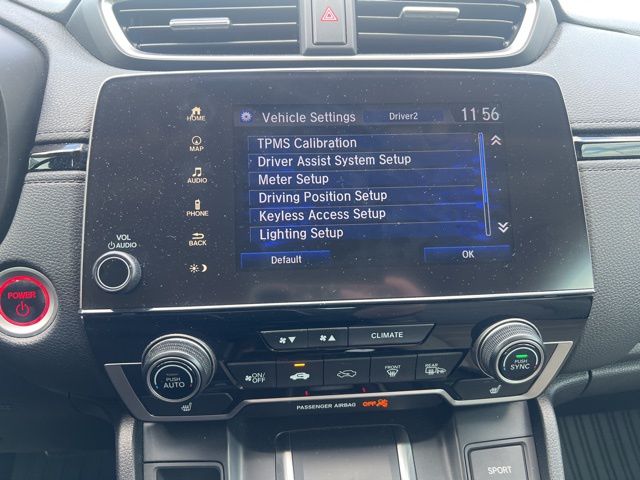 HOME
Vehicle Settings
Driver2
11:56
MAP
TPMS Calibration
Driver Assist System Setup
Meter Setup
Driving Position Setup
Keyless Access Setup
Lighting Setup
AUDIO
PHONE
BACK
VOL
AUDIO
Default
OK
POWER
CLIMATE
PUSH
AUTO
ON/
OFF
FRONT
REAR
PUSH
SYNC
PASSENGER AIRBAG
OFF
SPORT